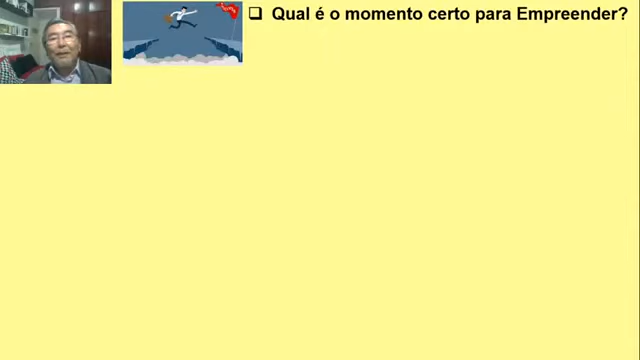 ❑ Qual é o momento certo para Empreender?